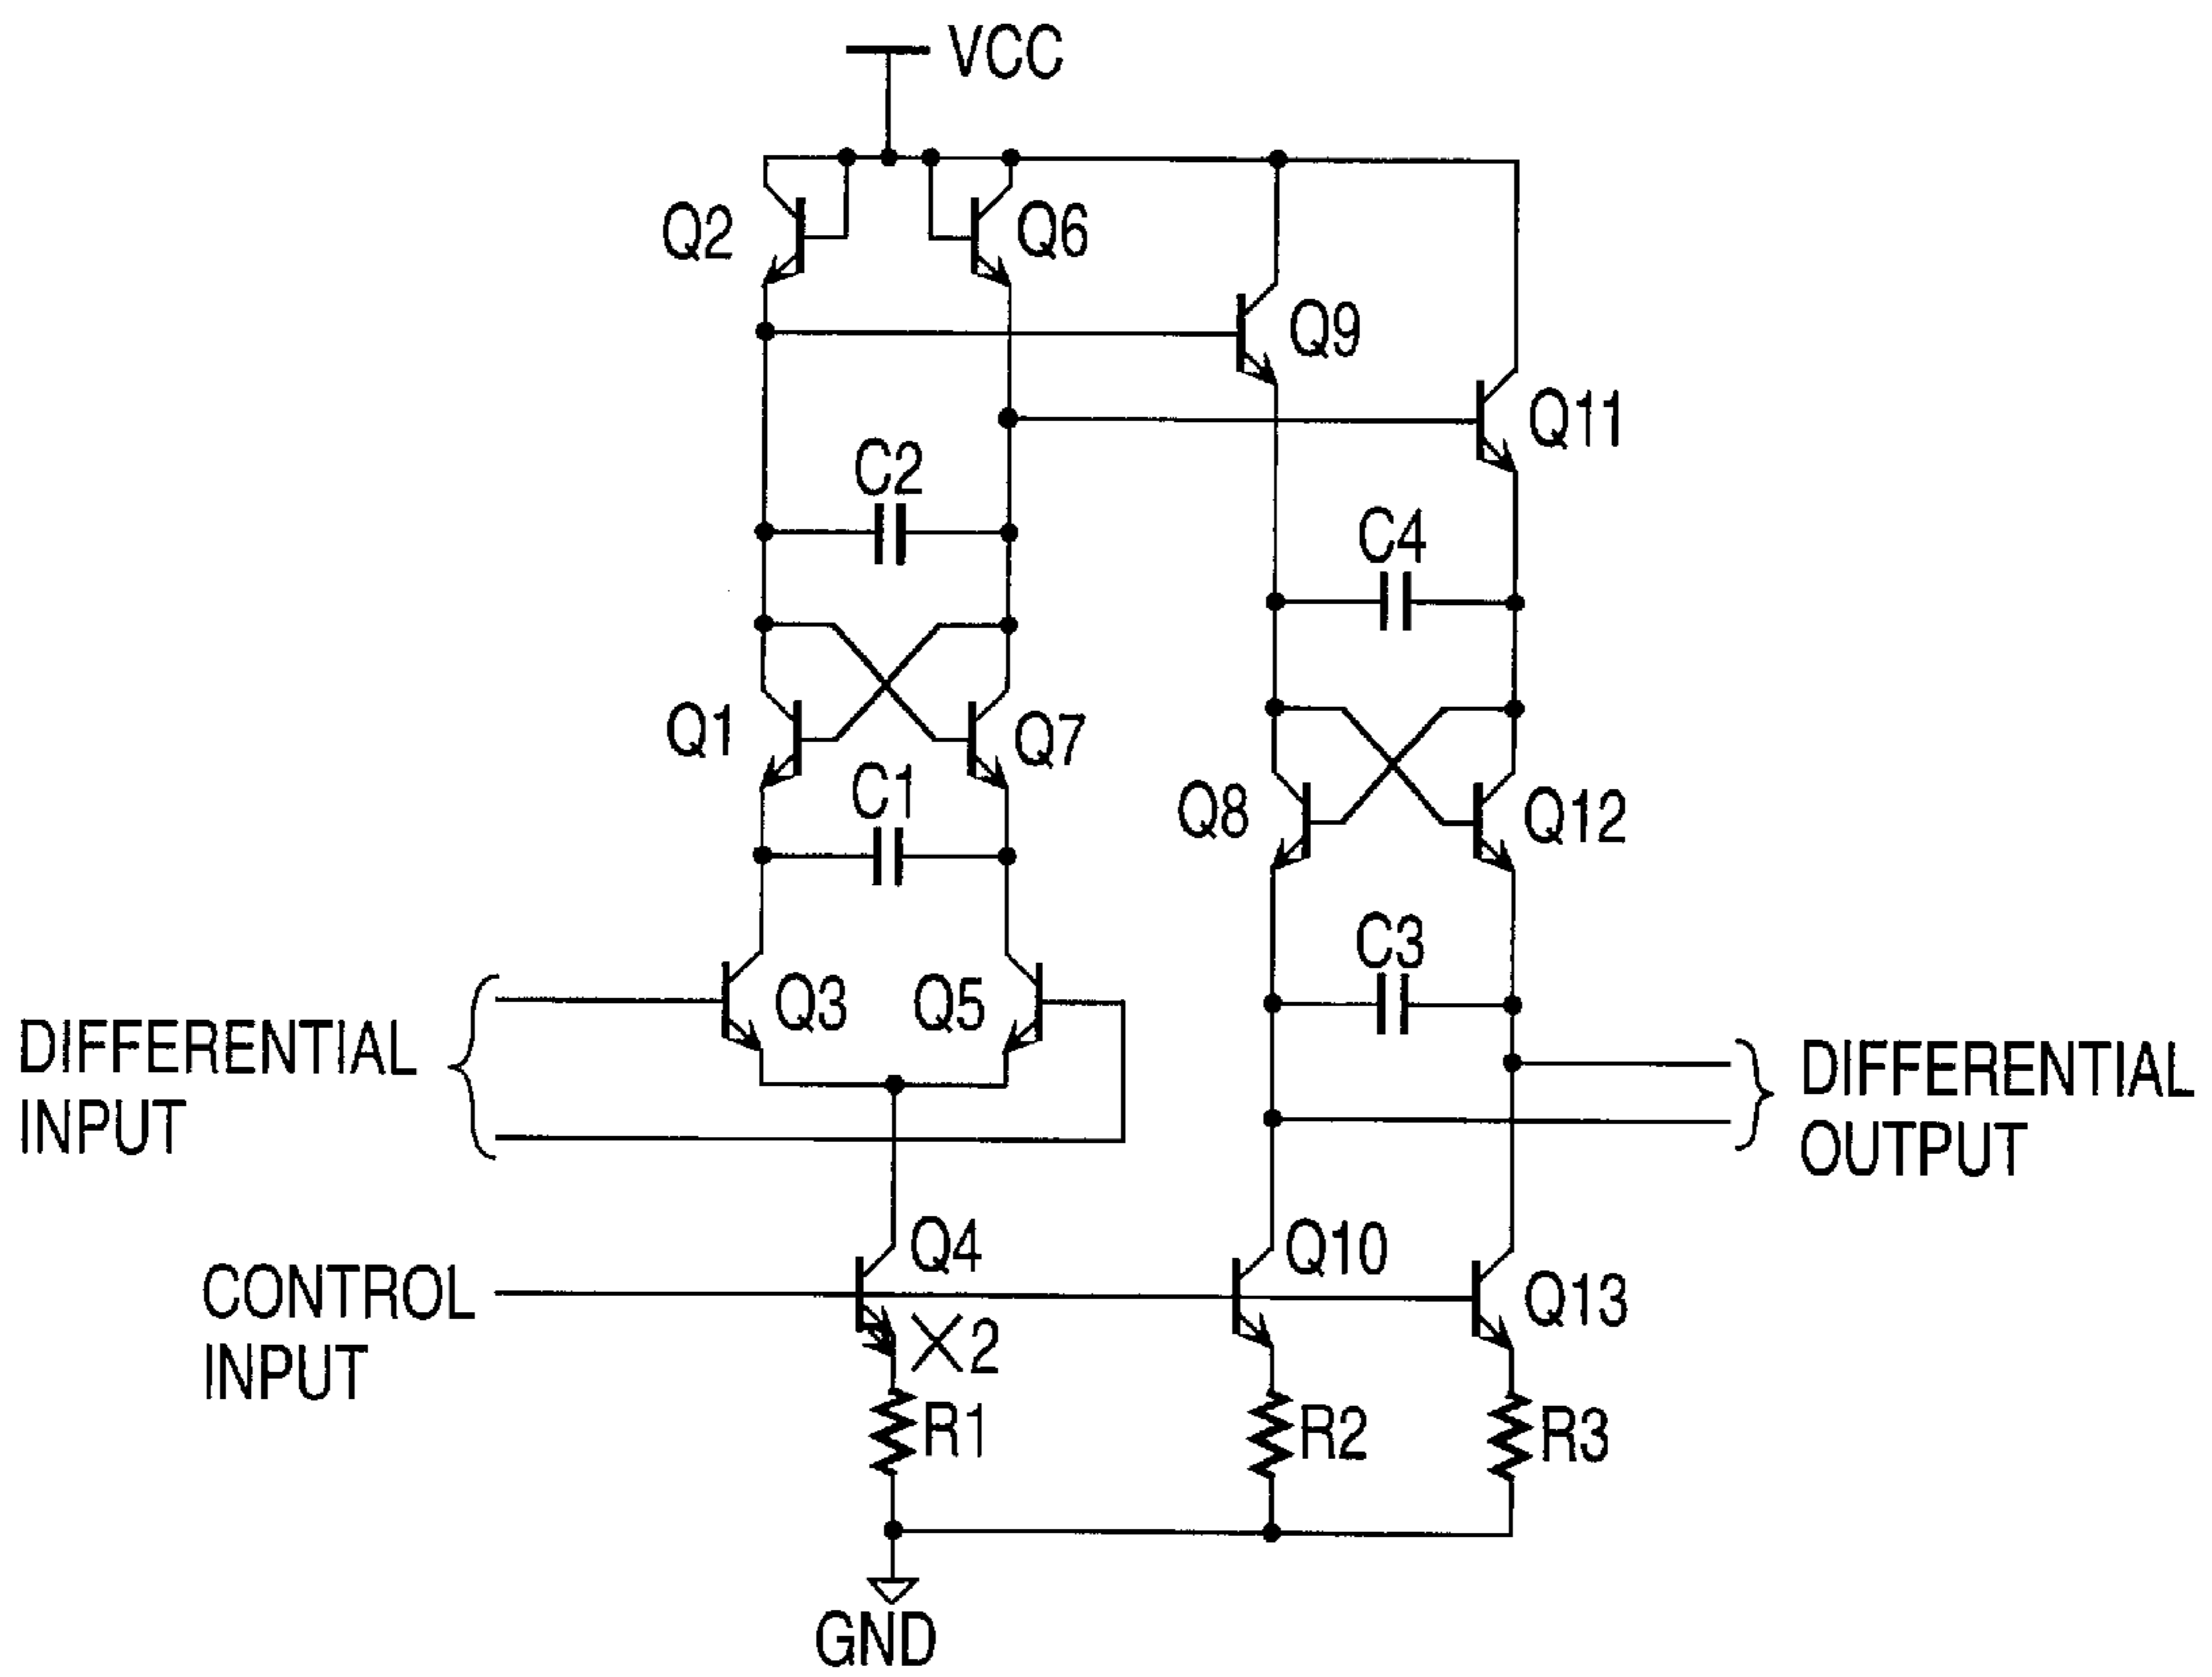 VCC
Q2
Q6
Q9
Q11
C2
C4
Q1
Q7
C1
Q8
Q12
C3
Q3
Q5
DIFFERENTIAL
INPUT
DIFFERENTIAL
OUTPUT
Q4
Q10
CONTROL
INPUT
X2
Q13
R1
R2
R3
GND